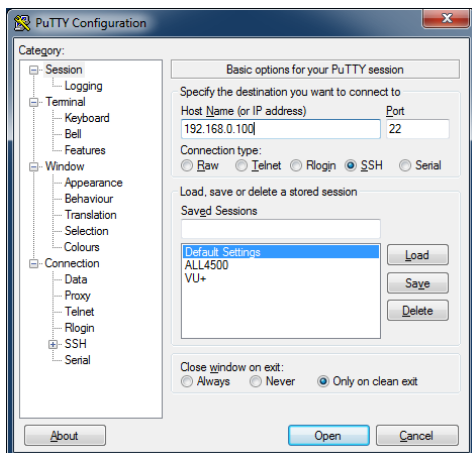 PuTTY Configuration
Category:
Session
Logging
Terminal
Keyboard
Bell
Features
Window
Appearance
Behaviour
Translation
Selection
Colours
Connection
Data
Proxy
Telnet
Rlogin
SSH
Serial
Basic options for your PuTTY session
Specify the destination you want to connect to
Host Name (or IP address) Port
192.168.0.100 22
Connection type:
Raw Telnet Rlogin SSH Serial
Load, save or delete a stored session
Saved Sessions
Default Settings
ALL4500
VU+
Load
Save
Delete
Close window on exit:
Always Never Only on clean exit
About Open Cancel